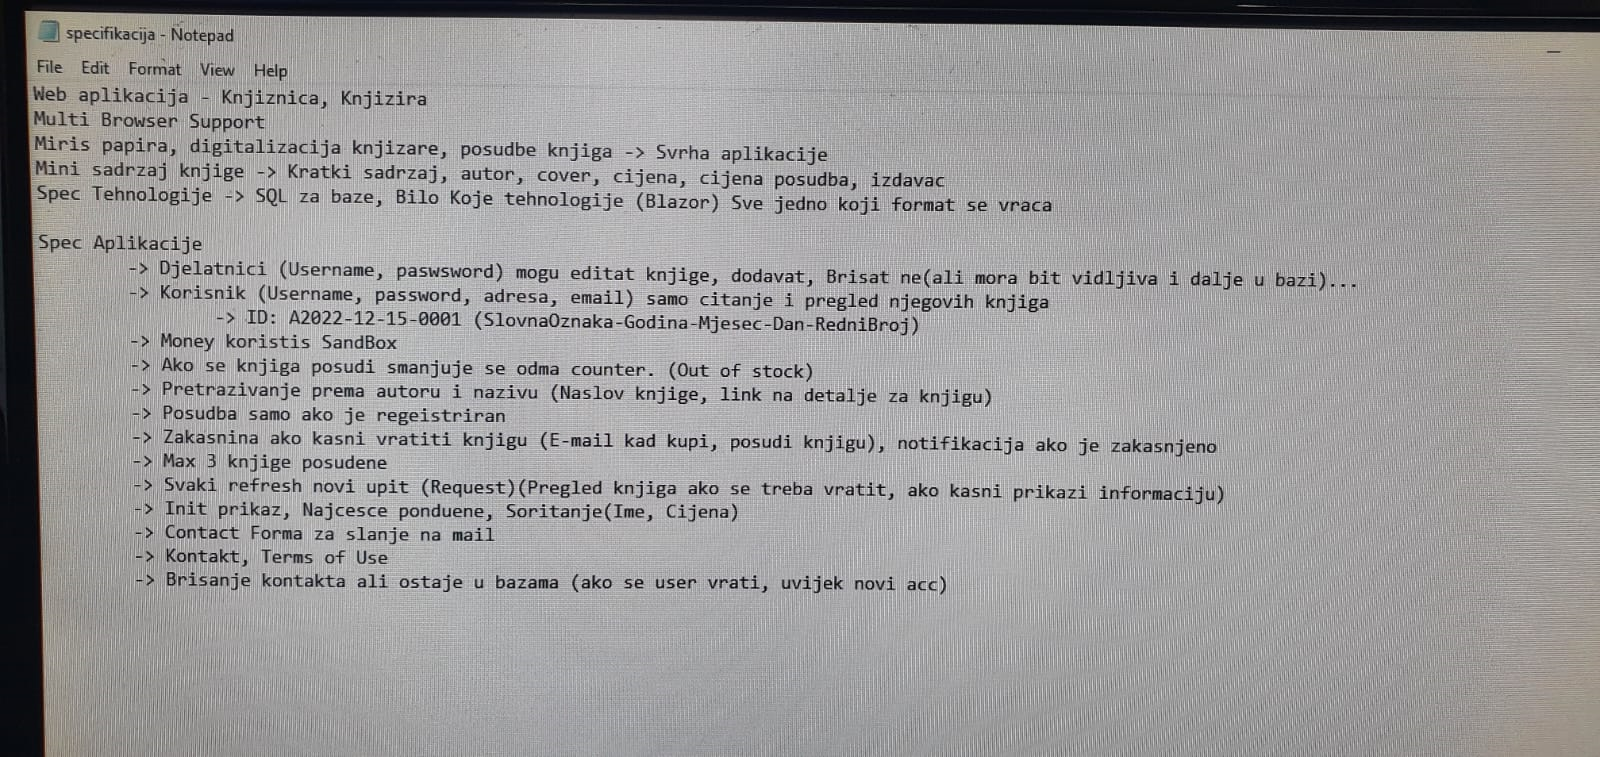 specifikacija - Notepad
File Edit Format View Help
Web aplikacija - Knjiznica, Knjizira
Multi Browser Support
Miris papira, digitalizacija knjizare, posudbe knjiga -> Svrha aplikacije
Mini sadrzaj knjige -> Kratki sadrzaj, autor, cover, cijena, cijena posudba, izdavac
Spec Tehnologije -> SQL za baze, Bilo Koje tehnologije (Blazor) Sve jedno koji format se vraca
Spec Aplikacije
-> Djelatnici (Username, paswsword) mogu editat knjige, dodavat, Brisat ne(ali mora bit vidljiva i dalje u bazi)...
-> Korisnik (Username, password, adresa, email) samo citanje i pregled njegovih knjiga
-> ID: A2022-12-15-0001 (SlovnaOznaka-Godina-Mjesec-Dan-RedniBroj)
-> Money koristis SandBox
-> Ako se knjiga posudi smanjuje se odma counter. (Out of stock)
-> Pretrazivanje prema autoru i nazivu (Naslov knjige, link na detalje za knjigu)
-> Posudba samo ako je regeistriran
-> Zakasnina ako kasni vratiti knjigu (E-mail kad kupi, posudi knjigu), notifikacija ako je zakasnjeno
-> Max 3 knjige posudene
-> Svaki refresh novi upit (Request)(Pregled knjiga ako se treba vratit, ako kasni prikazi informaciju)
-> Init prikaz, Najcesce ponduene, Soritanje(Ime, Cijena)
-> Contact Forma za slanje na mail
-> Kontakt, Terms of Use
-> Brisanje kontakta ali ostaje u bazama (ako se user vrati, uvijek novi acc)